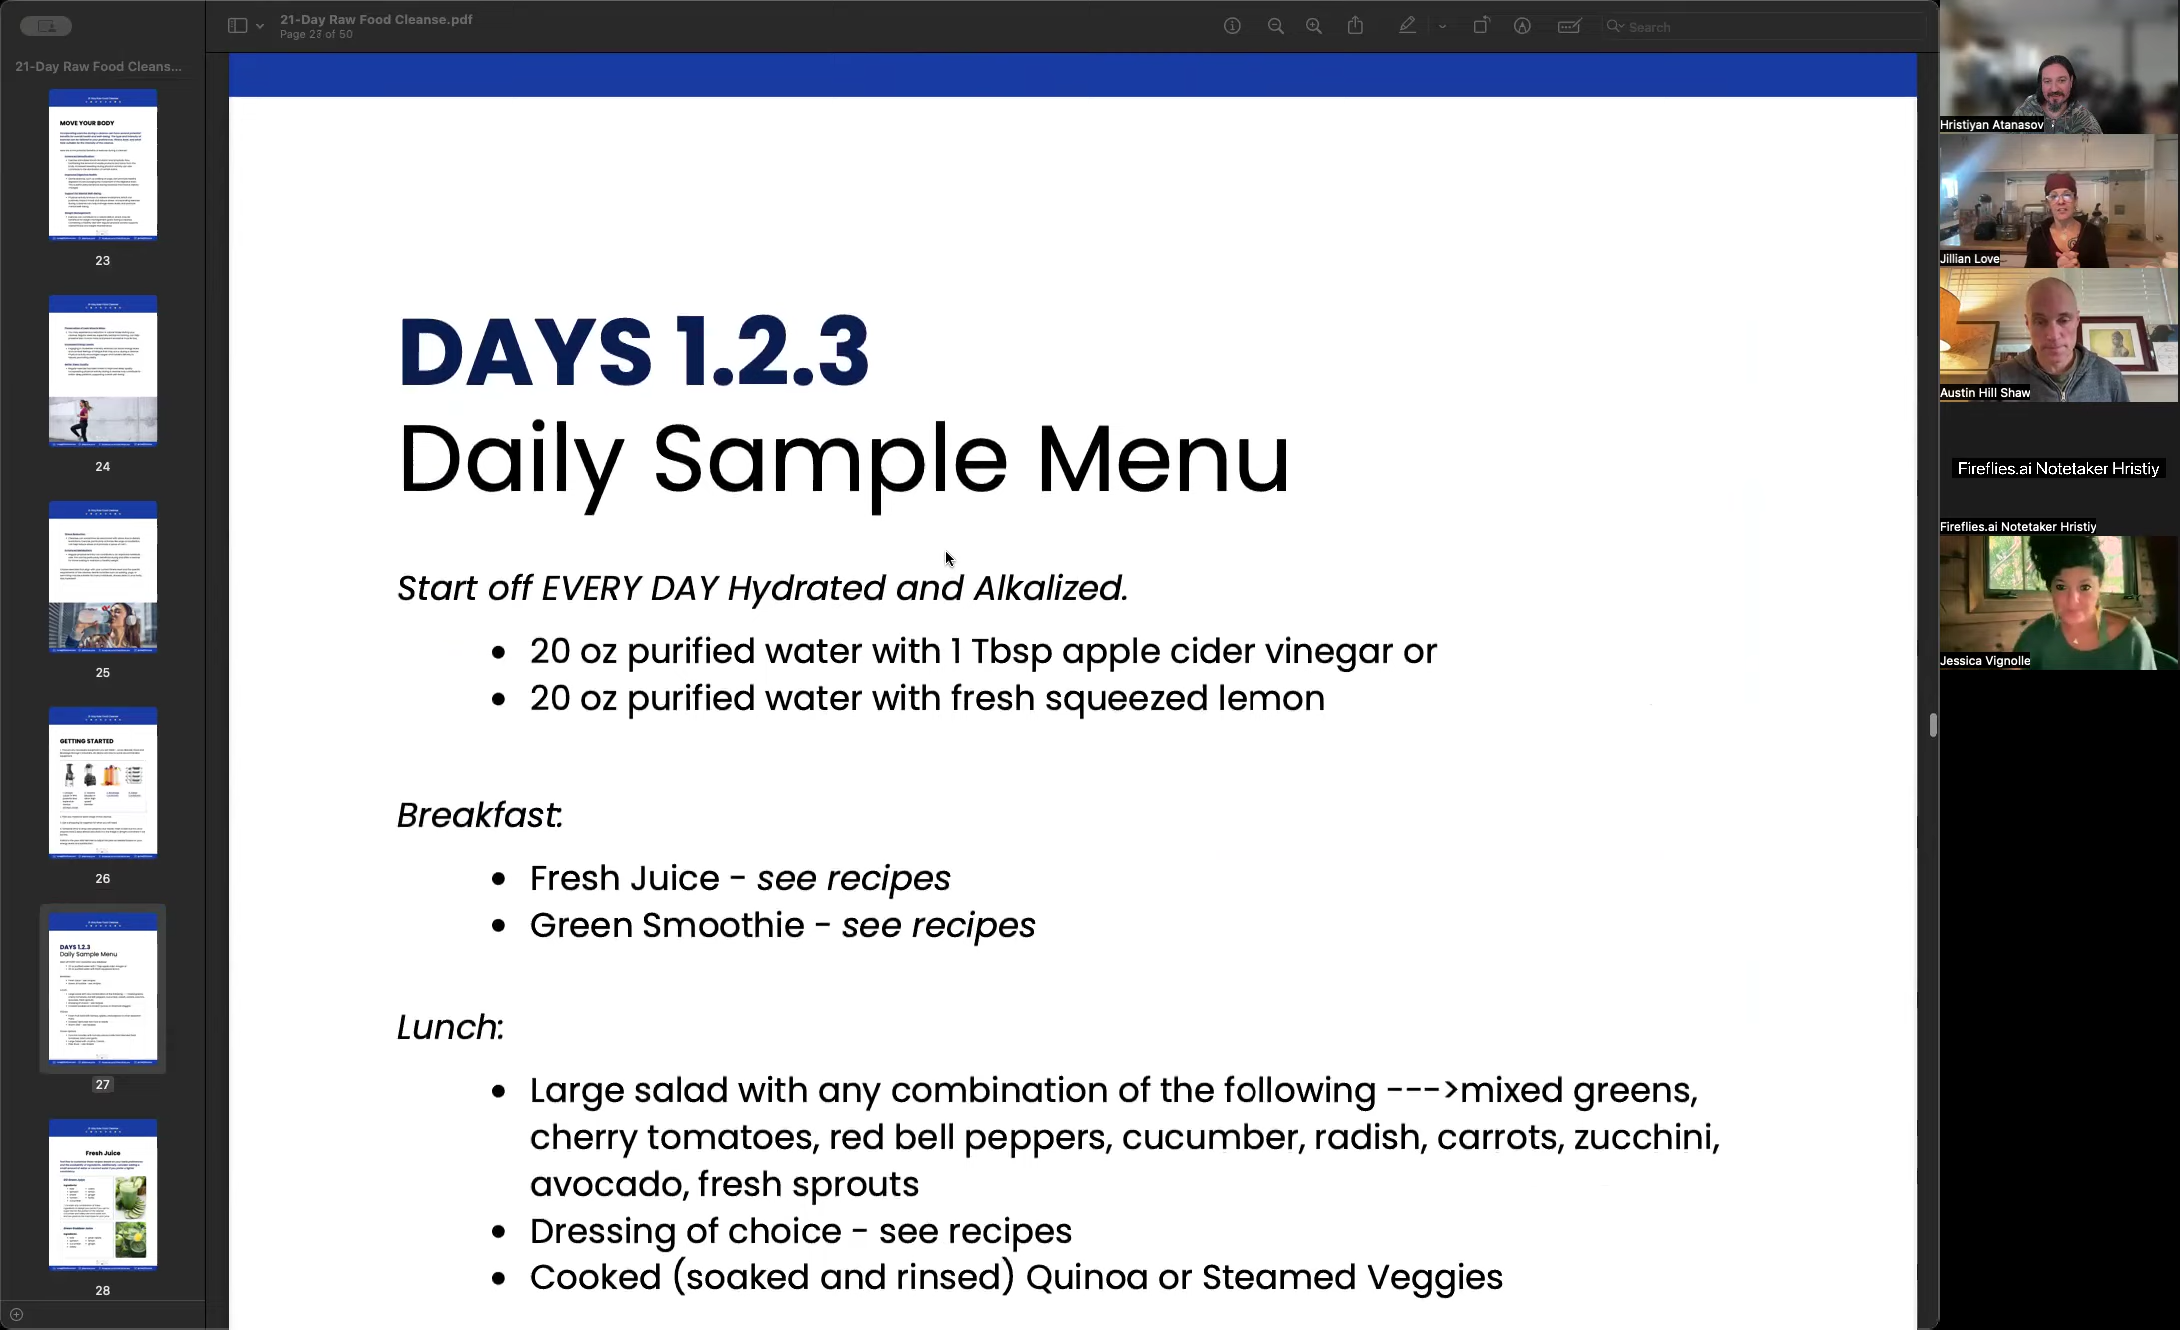 21-Day Raw Food Cleanse.pdf
Page 27 of 50
Search
21-Day Raw Food Cleans...
MOVE YOUR BODY
23
24
25
GETTING STARTED
26
DAYS 1.2.3
Daily Sample Menu
27
Fresh Juice
28
DAYS 1.2.3
Daily Sample Menu
Start off EVERY DAY Hydrated and Alkalized.
• 20 oz purified water with 1 Tbsp apple cider vinegar or
• 20 oz purified water with fresh squeezed lemon
Breakfast:
• Fresh Juice - see recipes
• Green Smoothie - see recipes
Lunch:
• Large salad with any combination of the following --->mixed greens,
cherry tomatoes, red bell peppers, cucumber, radish, carrots, zucchini,
avocado, fresh sprouts
• Dressing of choice - see recipes
• Cooked (soaked and rinsed) Quinoa or Steamed Veggies
Hristiyan Atanasov
Jillian Love
Austin Hill Shaw
Fireflies.ai Notetaker Hristiy
Fireflies.ai Notetaker Hristiy
Jessica Vignolle